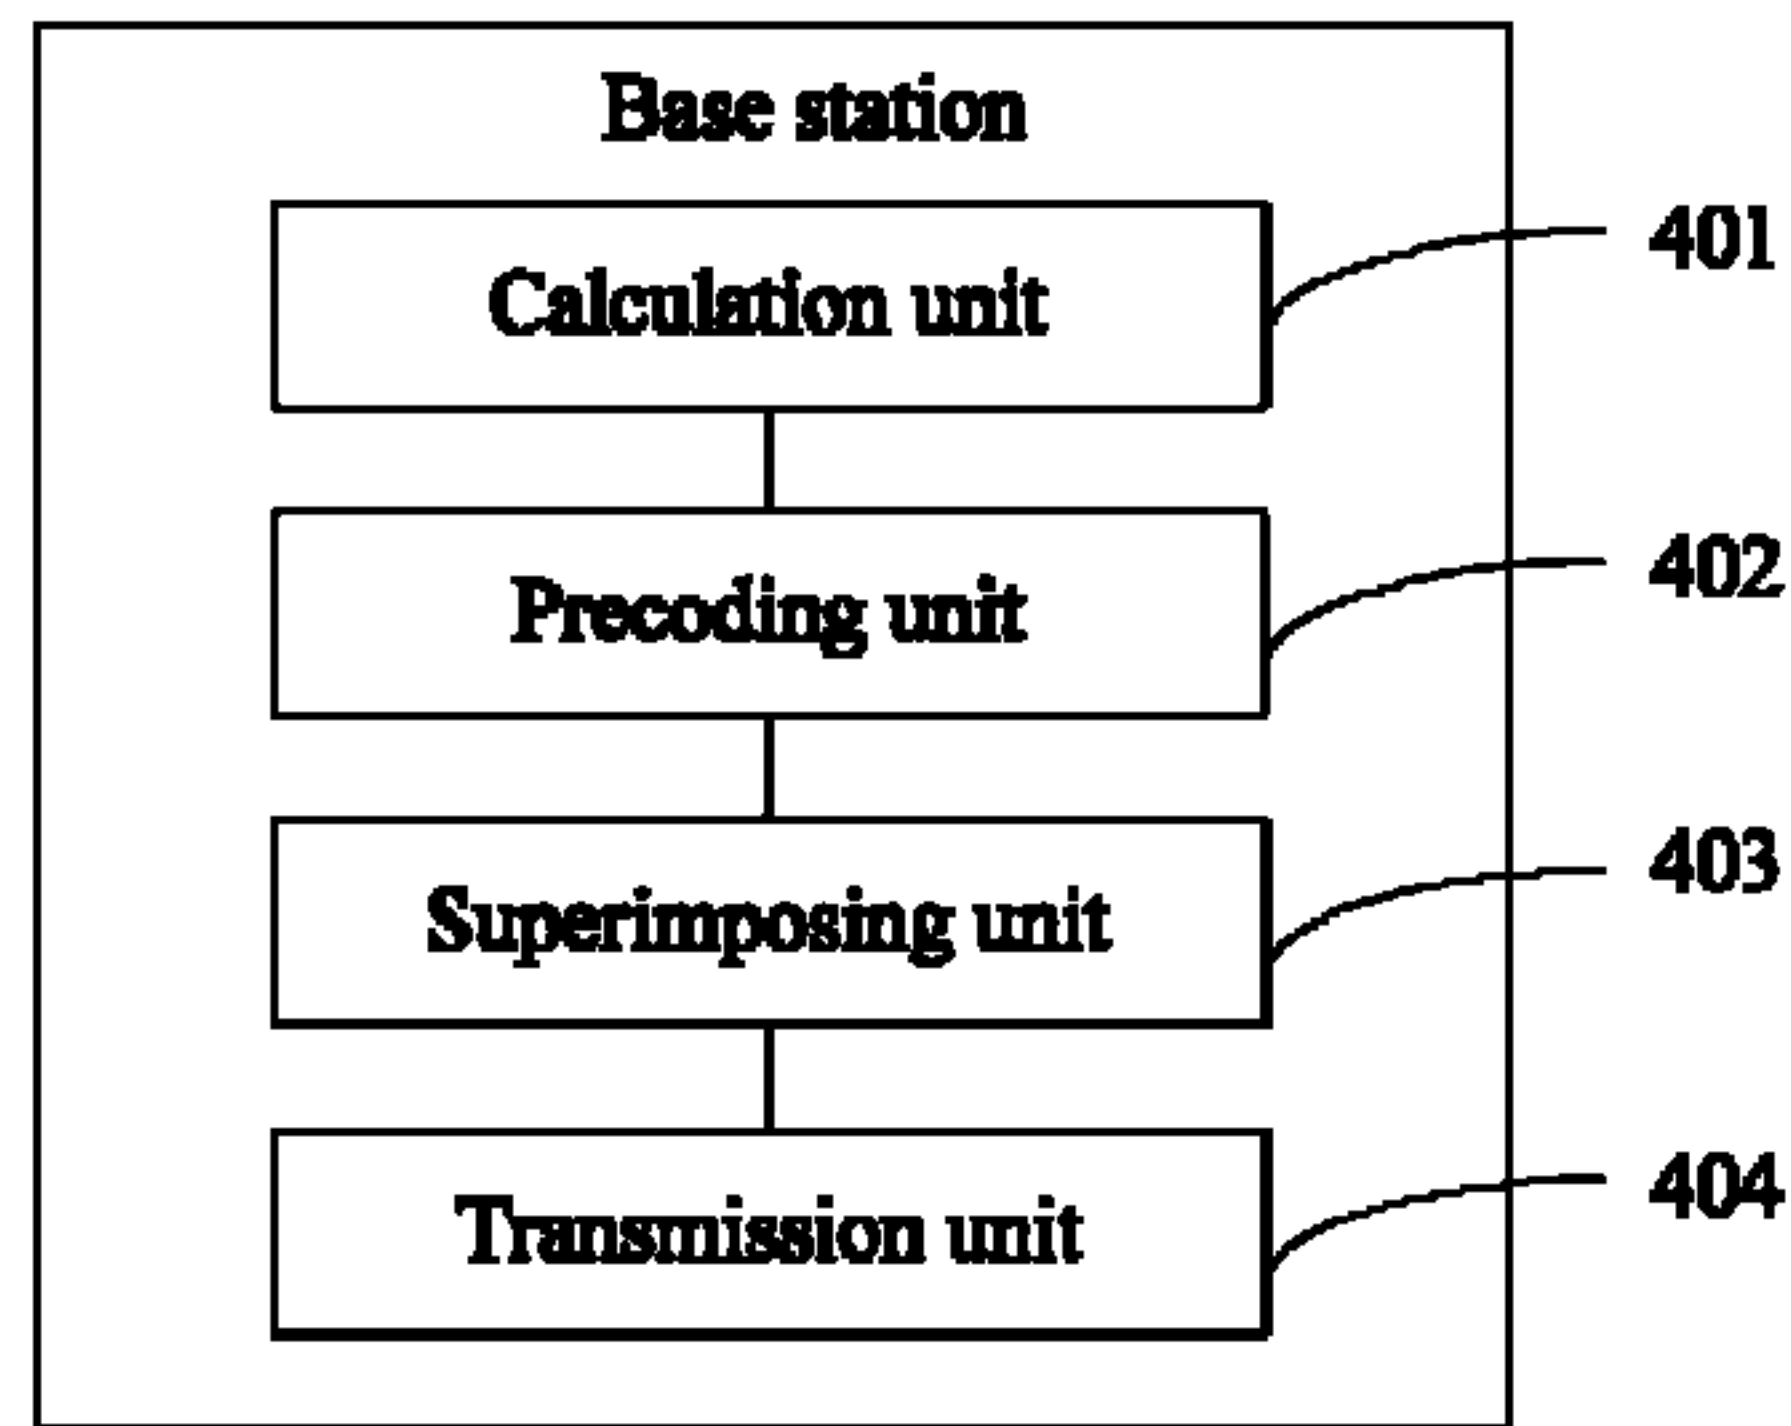 Base station
Calculation unit
401
Precoding unit
402
Superimposing unit
403
Transmission unit
404